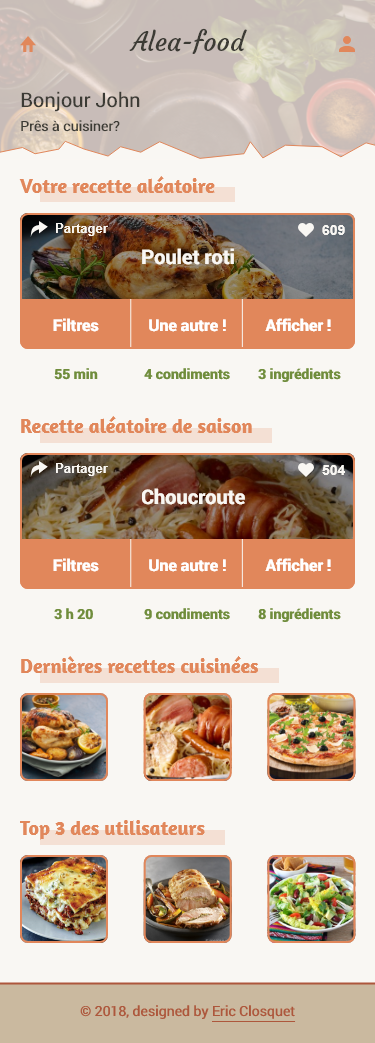 Alea-food
Bonjour John
Près à cuisiner?
Votre recette aléatoire
Partager
609
Poulet roti
Filtres
Une autre !
Afficher !
55 min
4 condiments
3 ingrédients
Recette aléatoire de saison
Partager
504
Choucroute
Filtres
Une autre !
Afficher !
3 h 20
9 condiments
8 ingrédients
Dernières recettes cuisinées
Top 3 des utilisateurs
© 2018, designed by Eric Closquet